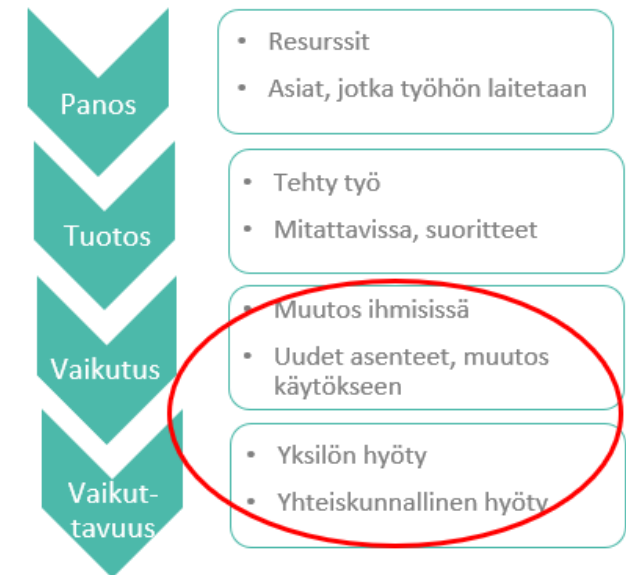 Panos
• Resurssit
• Asiat, jotka työhön laitetaan
Tuotos
• Tehty työ
• Mitattavissa, suoritteet
Vaikutus
• Muutos ihmisissä
• Uudet asenteet, muutos
käytökseen
Vaikut-
tavuus
• Yksilön hyöty
• Yhteiskunnallinen hyöty